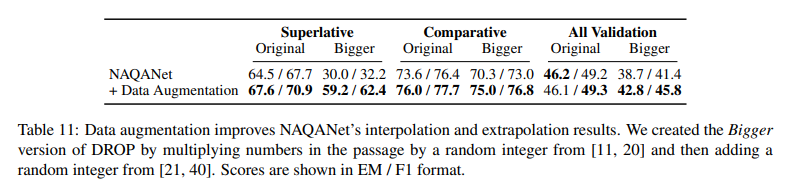 Superlative Comparative All Validation
Original Bigger Original Bigger Original Bigger
NAQANet 64.5 / 67.7 30.0 / 32.2 73.6 / 76.4 70.3 / 73.0 46.2 / 49.2 38.7 / 41.4
+ Data Augmentation 67.6 / 70.9 59.2 / 62.4 76.0 / 77.7 75.0 / 76.8 46.1 / 49.3 42.8 / 45.8
Table 11: Data augmentation improves NAQANet's interpolation and extrapolation results. We created the Bigger
version of DROP by multiplying numbers in the passage by a random integer from [11, 20] and then adding a
random integer from [21, 40]. Scores are shown in EM / F1 format.